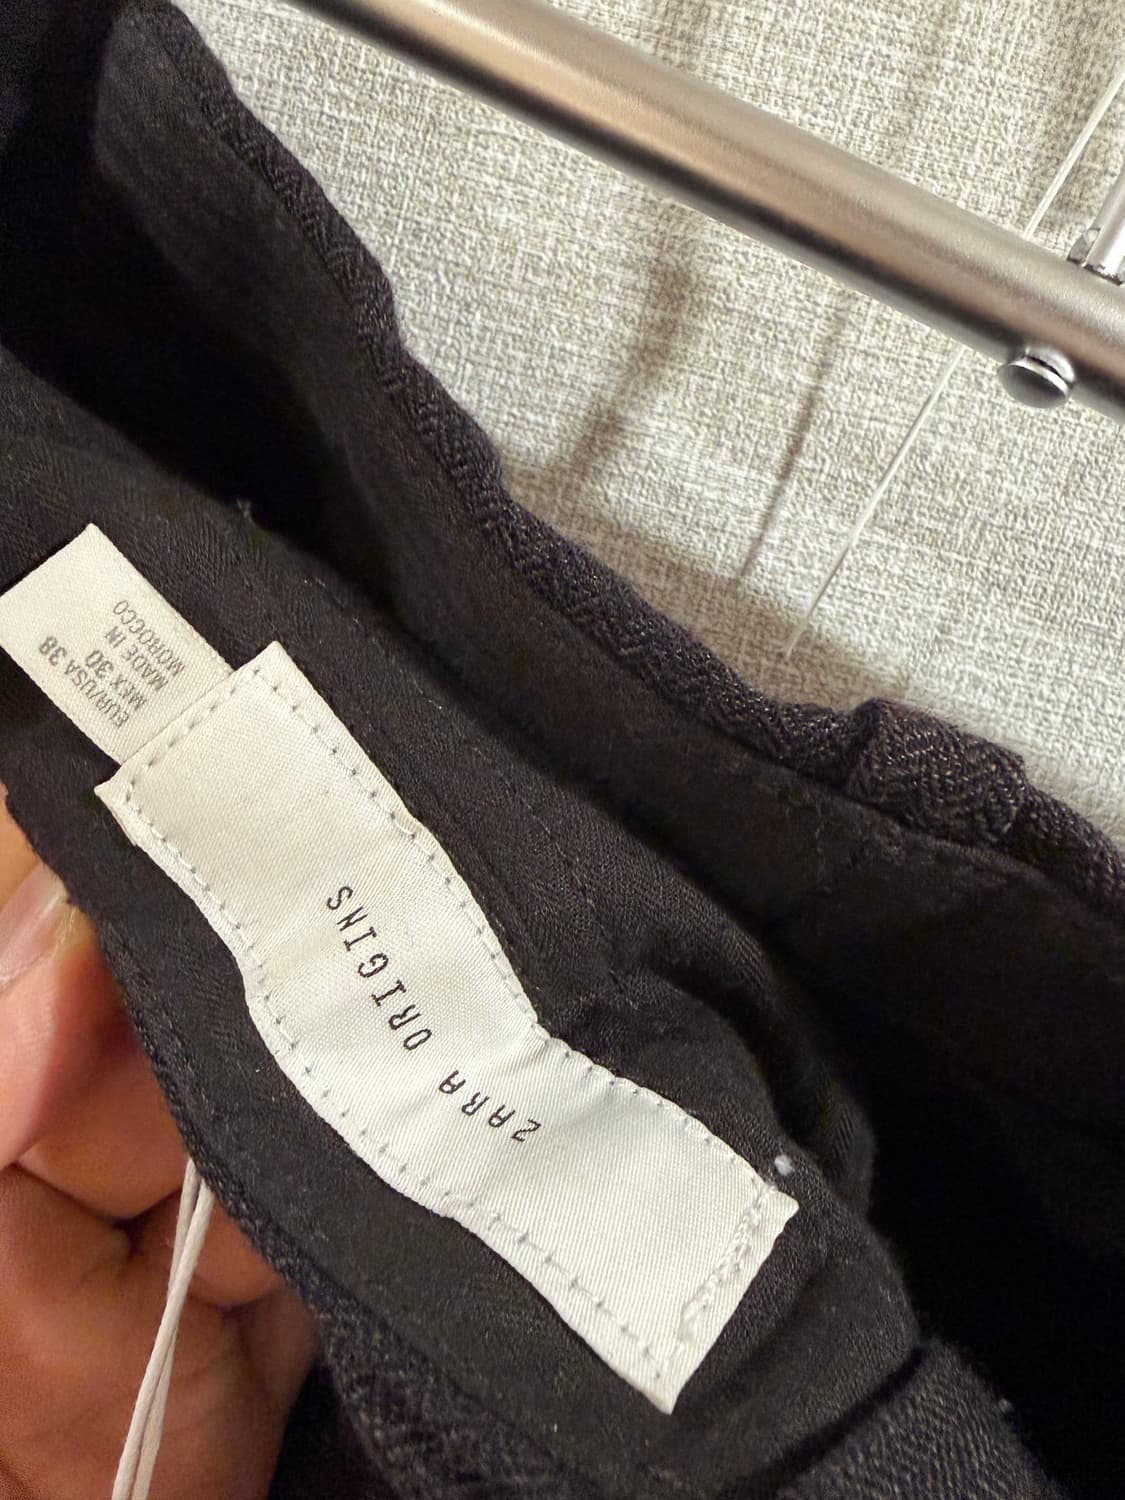 ZARA ORIGINS
EUR/USA 38
MEX 30
MADE IN
MOROCCO